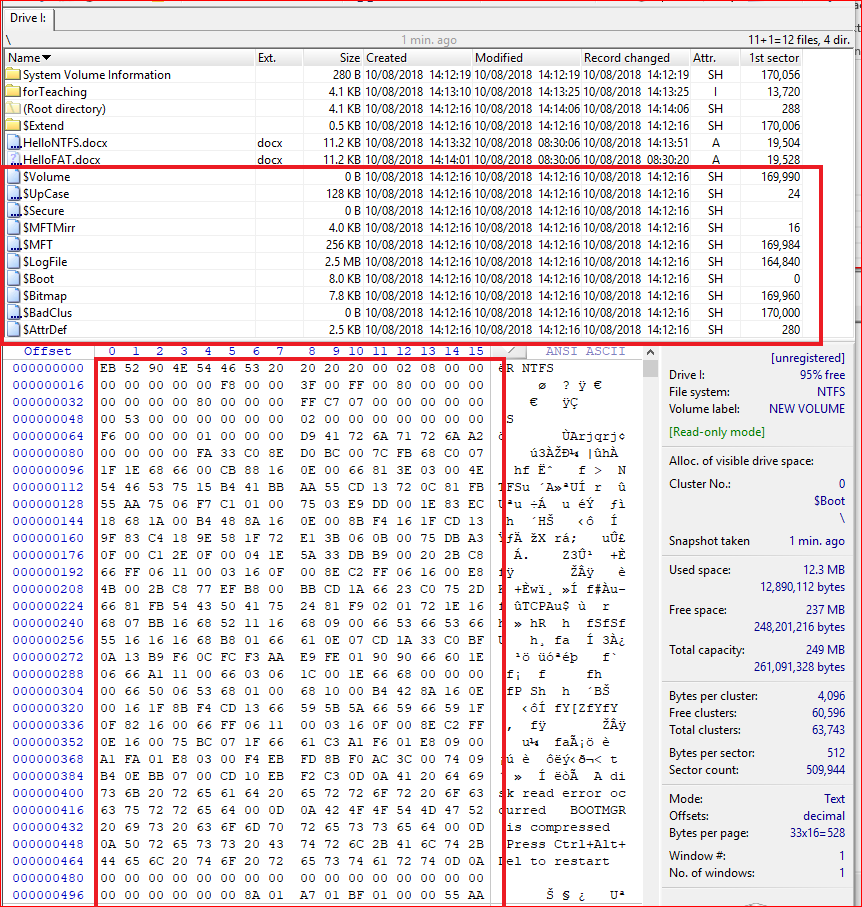 Drive I:
\ 1 min. ago 11+1=12 files, 4 dir.
Name Ext. Size Created Modified Record changed Attr. 1st sector
System Volume Information 280 B 10/08/2018 14:12:19 10/08/2018 14:12:19 10/08/2018 14:12:19 SH 170,056
forTeaching 4.1 KB 10/08/2018 14:13:10 10/08/2018 14:13:25 10/08/2018 14:13:25 I 13,720
(Root directory) 4.1 KB 10/08/2018 14:12:16 10/08/2018 14:14:06 10/08/2018 14:14:06 SH 288
$Extend 0.5 KB 10/08/2018 14:12:16 10/08/2018 14:12:16 10/08/2018 14:12:16 SH 170,006
HelloNTFS.docx docx 11.2 KB 10/08/2018 14:13:32 10/08/2018 08:30:06 10/08/2018 14:13:51 A 19,504
HelloFAT.docx docx 11.2 KB 10/08/2018 14:14:01 10/08/2018 08:30:06 10/08/2018 08:30:20 A 19,528
$Volume 0 B 10/08/2018 14:12:16 10/08/2018 14:12:16 10/08/2018 14:12:16 SH 169,990
$UpCase 128 KB 10/08/2018 14:12:16 10/08/2018 14:12:16 10/08/2018 14:12:16 SH 24
$Secure 0 B 10/08/2018 14:12:16 10/08/2018 14:12:16 10/08/2018 14:12:16 SH
$MFTMirr 4.0 KB 10/08/2018 14:12:16 10/08/2018 14:12:16 10/08/2018 14:12:16 SH 16
$MFT 256 KB 10/08/2018 14:12:16 10/08/2018 14:12:16 10/08/2018 14:12:16 SH 169,984
$LogFile 2.5 MB 10/08/2018 14:12:16 10/08/2018 14:12:16 10/08/2018 14:12:16 SH 164,840
$Boot 8.0 KB 10/08/2018 14:12:16 10/08/2018 14:12:16 10/08/2018 14:12:16 SH 0
$Bitmap 7.8 KB 10/08/2018 14:12:16 10/08/2018 14:12:16 10/08/2018 14:12:16 SH 169,960
$BadClus 0 B 10/08/2018 14:12:16 10/08/2018 14:12:16 10/08/2018 14:12:16 SH 170,000
$AttrDef 2.5 KB 10/08/2018 14:12:16 10/08/2018 14:12:16 10/08/2018 14:12:16 SH 280
Offset 0 1 2 3 4 5 6 7 8 9 10 11 12 13 14 15 ANSI ASCII
000000000 EB 52 90 4E 54 46 53 20 20 20 20 00 02 08 00 00 ëR NTFS
000000016 00 00 00 00 00 F8 00 00 3F 00 FF 00 80 00 00 00 ø ? ÿ €
000000032 00 00 00 00 80 00 00 00 FF C7 07 00 00 00 00 00 € ÿÇ
000000048 00 53 00 00 00 00 00 00 02 00 00 00 00 00 00 00 S
000000064 F6 00 00 00 01 00 00 00 D9 41 72 6A 71 72 6A A2 ö ÙArjqrj¢
000000080 00 00 00 00 FA 33 C0 8E D0 BC 00 7C FB 68 C0 07 ú3ÀŽÐ¼ |ûhÀ
000000096 1F 1E 68 66 00 CB 88 16 0E 00 66 81 3E 03 00 4E hf Ëˆ f > N
000000112 54 46 53 75 15 B4 41 BB AA 55 CD 13 72 0C 81 FB TFSu ´A»ªUÍ r û
000000128 55 AA 75 06 F7 C1 01 00 75 03 E9 DD 00 1E 83 EC Uªu ÷Á u éÝ ƒì
000000144 18 68 1A 00 B4 48 8A 16 0E 00 8B F4 16 1F CD 13 h ´HŠ ‹ô Í
000000160 9F 83 C4 18 9E 58 1F 72 E1 3B 06 0B 00 75 DB A3 ŸƒÄ žX rá; uÛ£
000000176 0F 00 C1 2E 0F 00 04 1E 5A 33 DB B9 00 20 2B C8 Á. Z3Û¹ +È
000000192 66 FF 06 11 00 03 16 0F 00 8E C2 FF 06 16 00 E8 fÿ ŽÂÿ è
000000208 4B 00 2B C8 77 EF B8 00 BB CD 1A 66 23 C0 75 2D K +Èwï¸ »Í f#Àu-
000000224 66 81 FB 54 43 50 41 75 24 81 F9 02 01 72 1E 16 f ûTCPAu$ ù r
000000240 68 07 BB 16 68 52 11 16 68 09 00 66 53 66 53 66 h » hR h fSfSf
000000256 55 16 16 16 68 B8 01 66 61 0E 07 CD 1A 33 C0 BF U h¸ fa Í 3À¿
000000272 0A 13 B9 F6 0C FC F3 AA E9 FE 01 90 90 66 60 1E ¹ö üóªéþ f`
000000288 06 66 A1 11 00 66 03 06 1C 00 1E 66 68 00 00 00 f¡ f fh
000000304 00 66 50 06 53 68 01 00 68 10 00 B4 42 8A 16 0E fP Sh h ´BŠ
000000320 00 16 1F 8B F4 CD 13 66 59 5B 5A 66 59 66 59 1F ‹ôÍ fY[ZfYfY
000000336 0F 82 16 00 66 FF 06 11 00 03 16 0F 00 8E C2 FF ‚ fÿ ŽÂÿ
000000352 0E 16 00 75 BC 07 1F 66 61 C3 A1 F6 01 E8 09 00 u¼ faÃ¡ö è
000000368 A1 FA 01 E8 03 00 F4 EB FD 8B F0 AC 3C 00 74 09 ¡ú è ôëý‹ð¬< t
000000384 B4 0E BB 07 00 CD 10 EB F2 C3 0D 0A 41 20 64 69 ´ » Í ëòÃ A di
000000400 73 6B 20 72 65 61 64 20 65 72 72 6F 72 20 6F 63 sk read error oc
000000416 63 75 72 72 65 64 00 0D 0A 42 4F 4F 54 4D 47 52 curred BOOTMGR
000000432 20 69 73 20 63 6F 6D 70 72 65 73 73 65 64 00 0D is compressed
000000448 0A 50 72 65 73 73 20 43 74 72 6C 2B 41 6C 74 2B Press Ctrl+Alt+
000000464 44 65 6C 20 74 6F 20 72 65 73 74 61 72 74 0D 0A Del to restart
000000480 00 00 00 00 00 00 00 00 00 00 00 00 00 00 00 00
000000496 00 00 00 00 00 00 8A 01 A7 01 BF 01 00 00 55 AA Š § ¿ Uª
[unregistered]
Drive I: 95% free
File system: NTFS
Volume label: NEW VOLUME
[Read-only mode]
Alloc. of visible drive space:
Cluster No.: 0
$Boot
\
Snapshot taken 1 min. ago
Used space: 12.3 MB
12,890,112 bytes
Free space: 237 MB
248,201,216 bytes
Total capacity: 249 MB
261,091,328 bytes
Bytes per cluster: 4,096
Free clusters: 60,596
Total clusters: 63,743
Bytes per sector: 512
Sector count: 509,944
Mode: Text
Offsets: decimal
Bytes per page: 33x16=528
Window #: 1
No. of windows: 1